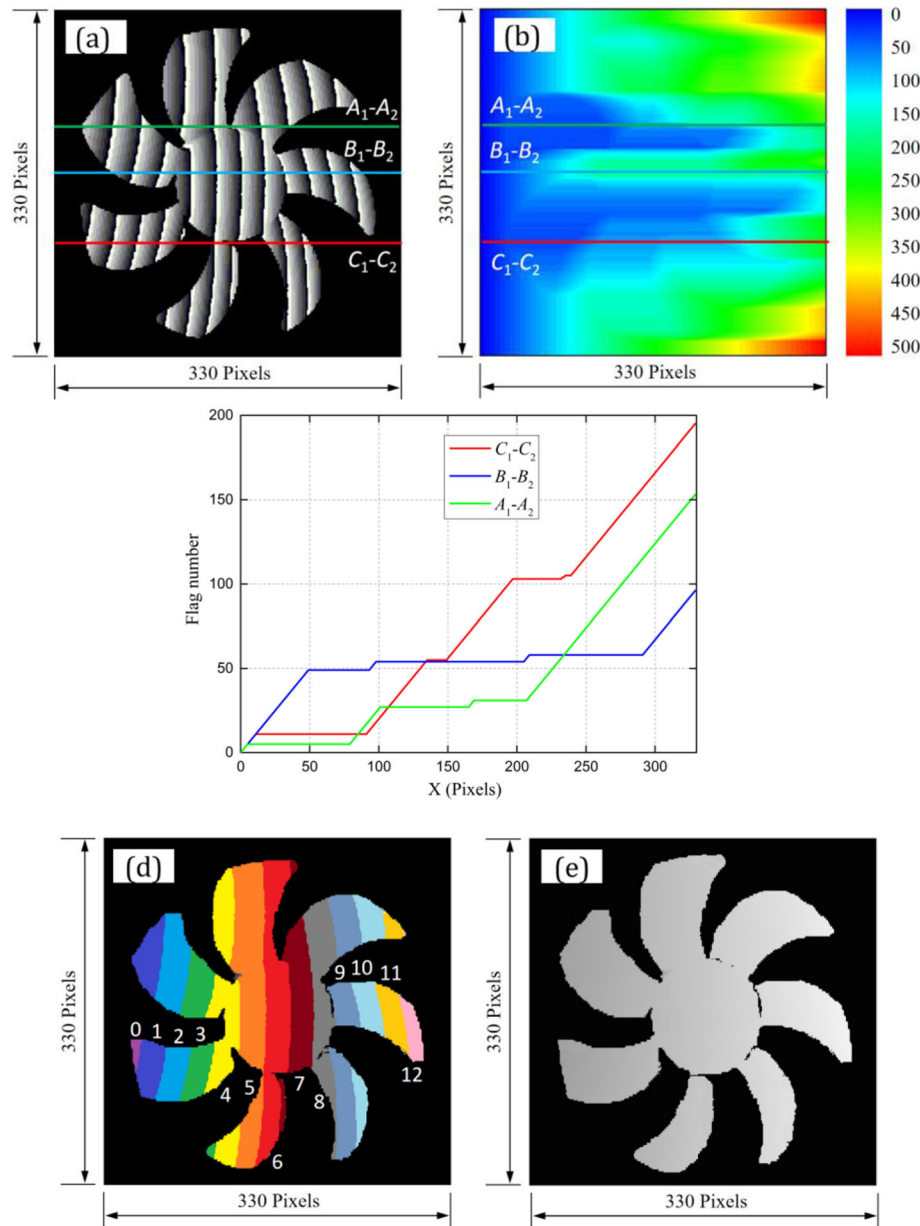 (a)
A₁-A₂
B₁-B₂
C₁-C₂
330 Pixels
330 Pixels
(b)
A₁-A₂
B₁-B₂
C₁-C₂
330 Pixels
330 Pixels
0
50
100
150
200
250
300
350
400
450
500
200
150
100
50
0
Flag number
C₁-C₂
B₁-B₂
A₁-A₂
0 50 100 150 200 250 300
X (Pixels)
(d)
330 Pixels
0 1 2 3
4 5
6
7
8
9 10 11
12
330 Pixels
(e)
330 Pixels
330 Pixels